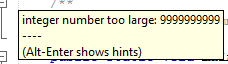 /**
integer number too large: 9999999999
----
(Alt-Enter shows hints)